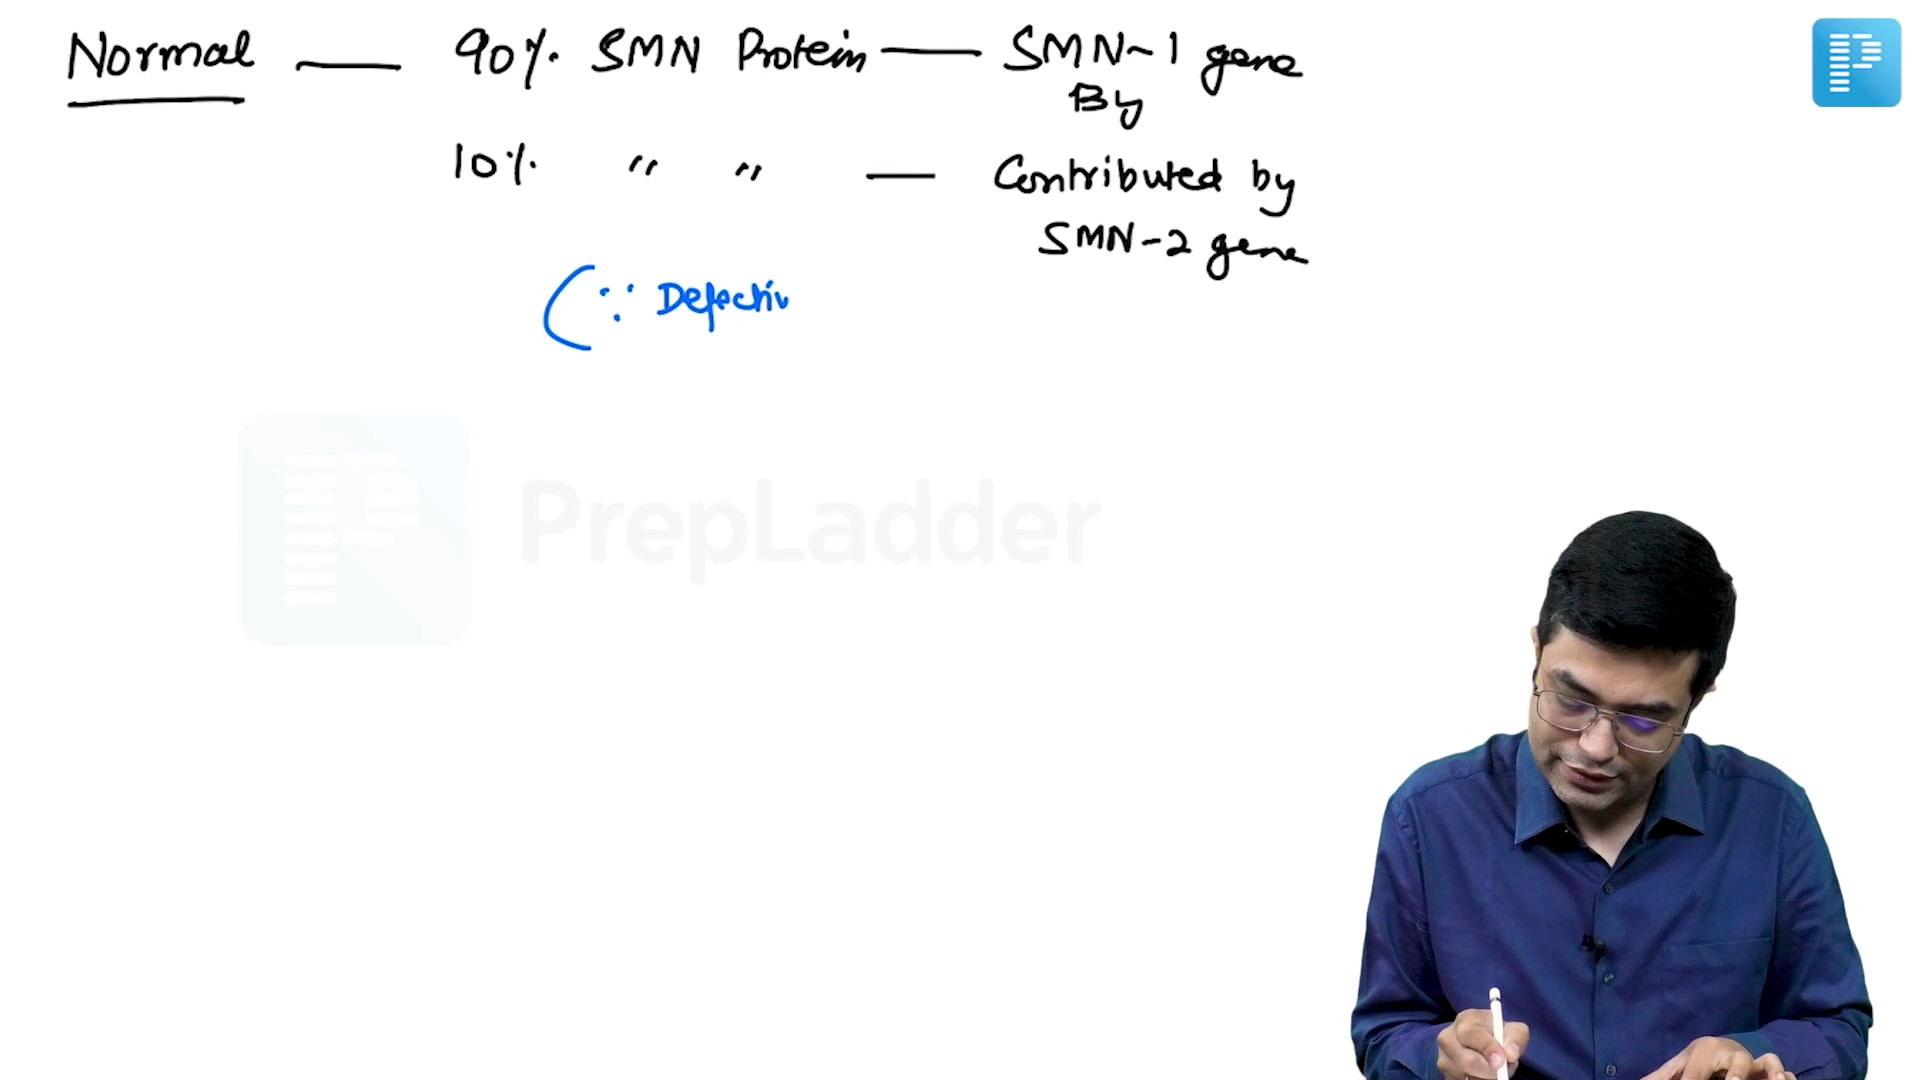 Normal — 90% SMN Protein — SMN-1 gene
By
10% " " — Contributed by
SMN-2 gene
(∵ Defectiv
PrepLadder